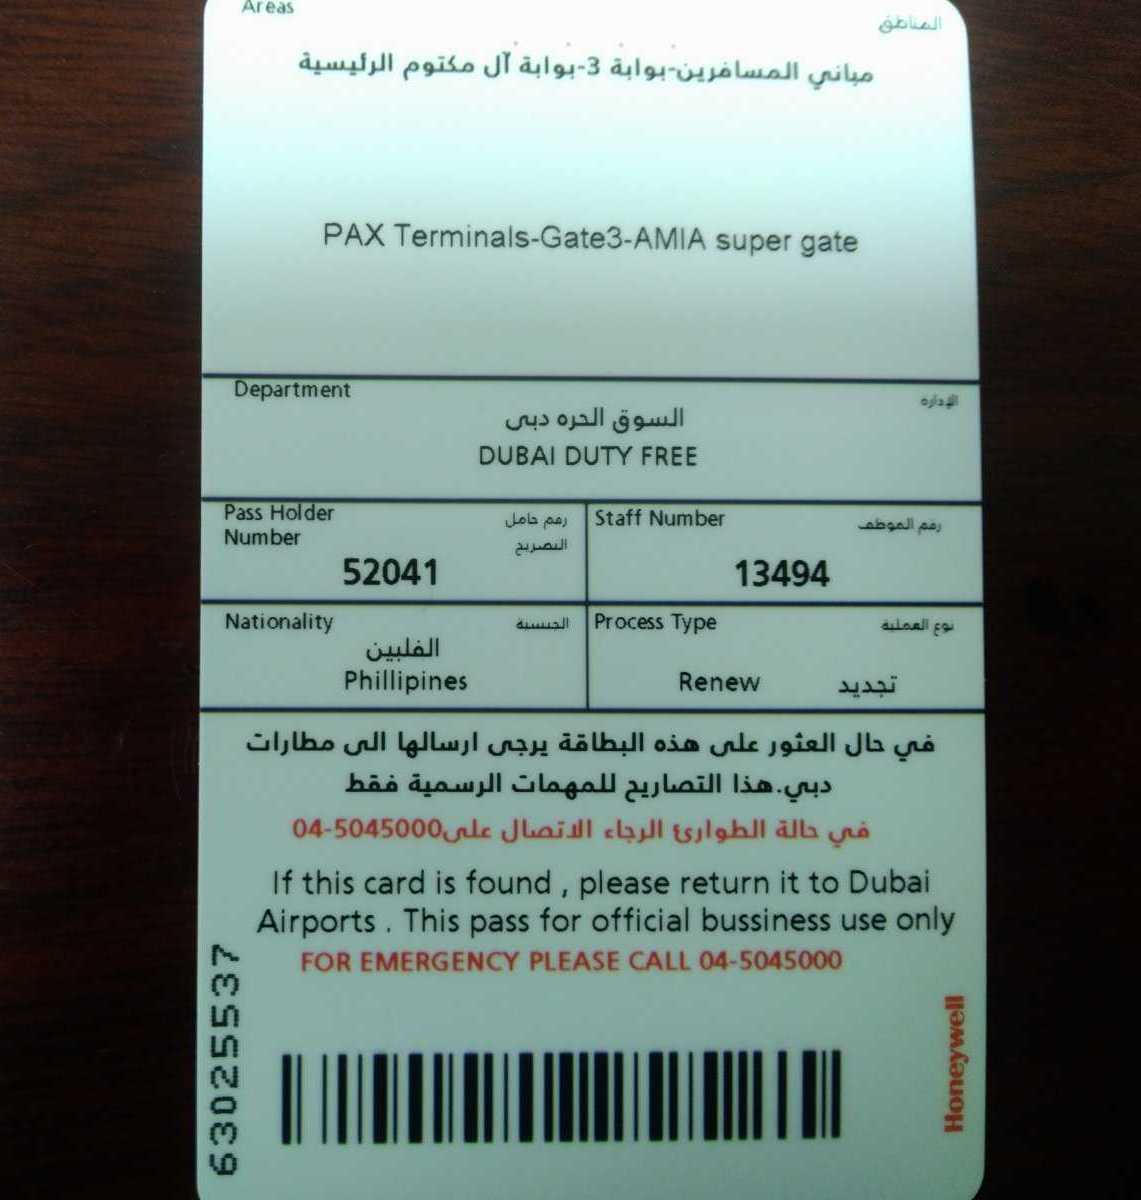 Areas المناطق
مباني المسافرين-بوابة 3-بوابة آل مكتوم الرئيسية
PAX Terminals-Gate3-AMIA super gate
Department الإداره
السوق الحره دبى
DUBAI DUTY FREE
Pass Holder رقم حامل
Number التصريح
52041
Staff Number رقم الموظف
13494
Nationality الجنسية
الفلبين
Phillipines
Process Type نوع العملية
Renew تجديد
في حال العثور على هذه البطاقة يرجى ارسالها الى مطارات
دبي.هذا التصاريح للمهمات الرسمية فقط
في حالة الطوارئ الرجاء الاتصال على04-5045000
If this card is found , please return it to Dubai
Airports . This pass for official bussiness use only
FOR EMERGENCY PLEASE CALL 04-5045000
63025537
Honeywell